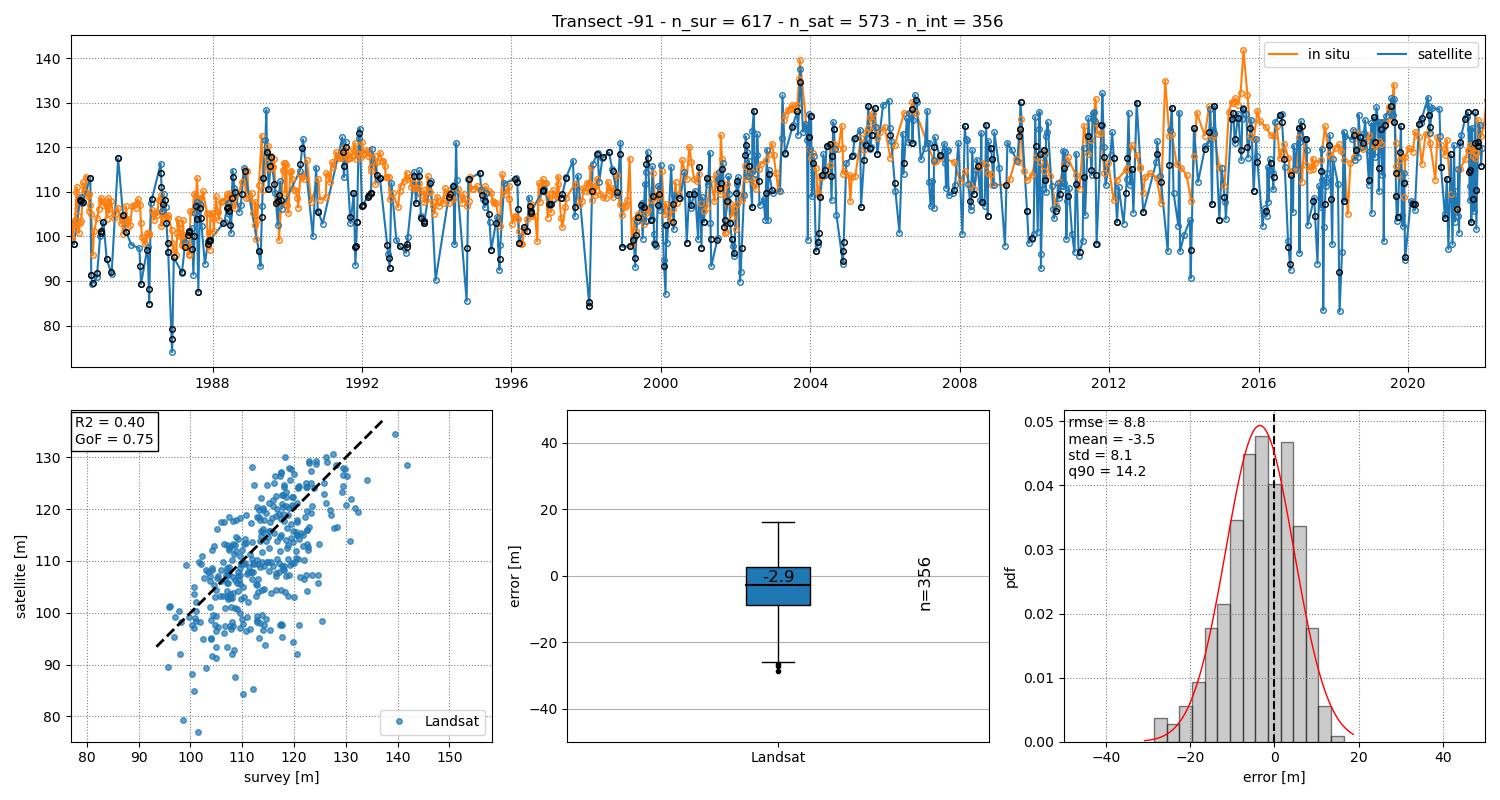 Transect -91 - n_sur = 617 - n_sat = 573 - n_int = 356
in situ
satellite
140
130
120
110
100
90
80
1988
1992
1996
2000
2004
2008
2012
2016
2020
R2 = 0.40
GoF = 0.75
satellite [m]
130
120
110
100
90
80
Landsat
80
90
100
110
120
130
140
150
survey [m]
error [m]
40
20
0
−20
−40
-2.9
n=356
Landsat
rmse = 8.8
mean = -3.5
std = 8.1
q90 = 14.2
pdf
0.05
0.04
0.03
0.02
0.01
0.00
−40
−20
0
20
40
error [m]